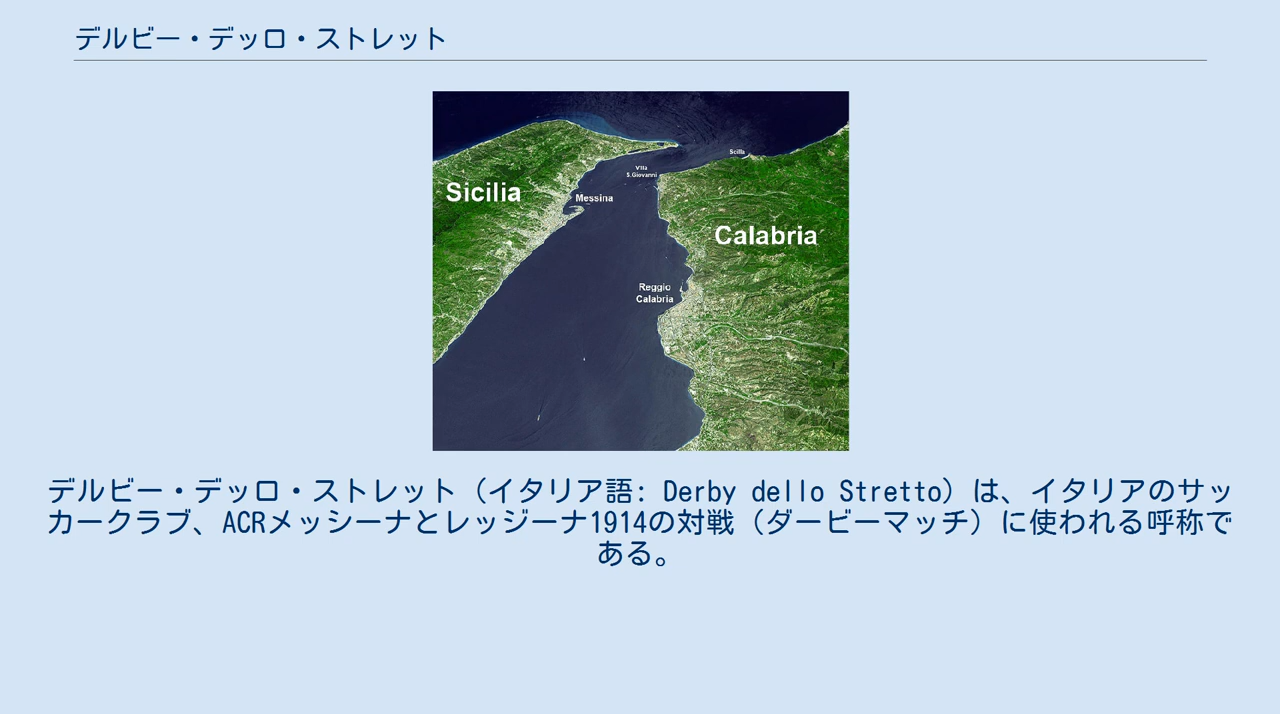 デルビー・デッロ・ストレット
Scilla
Villa
S.Giovanni
Sicilia
Messina
Calabria
Reggio
Calabria
デルビー・デッロ・ストレット（イタリア語: Derby dello Stretto）は、イタリアのサッ
カークラブ、ACRメッシーナとレッジーナ1914の対戦（ダービーマッチ）に使われる呼称で
ある。